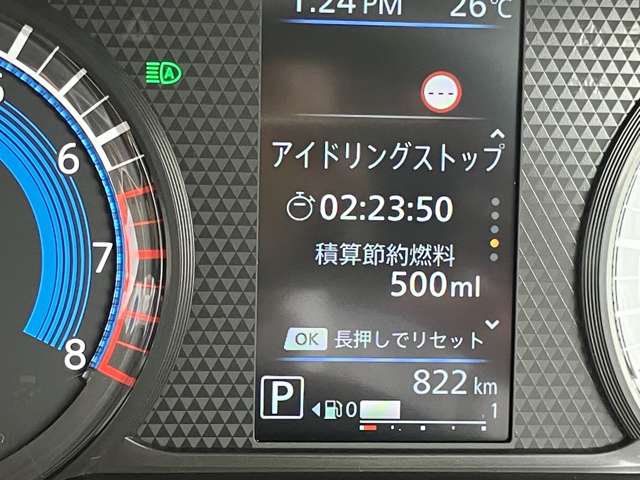 1:24 PM 26℃
A
---
アイドリングストップ
02:23:50
積算節約燃料
500ml
OK 長押しでリセット
822 km
P 0 1
6
7
8